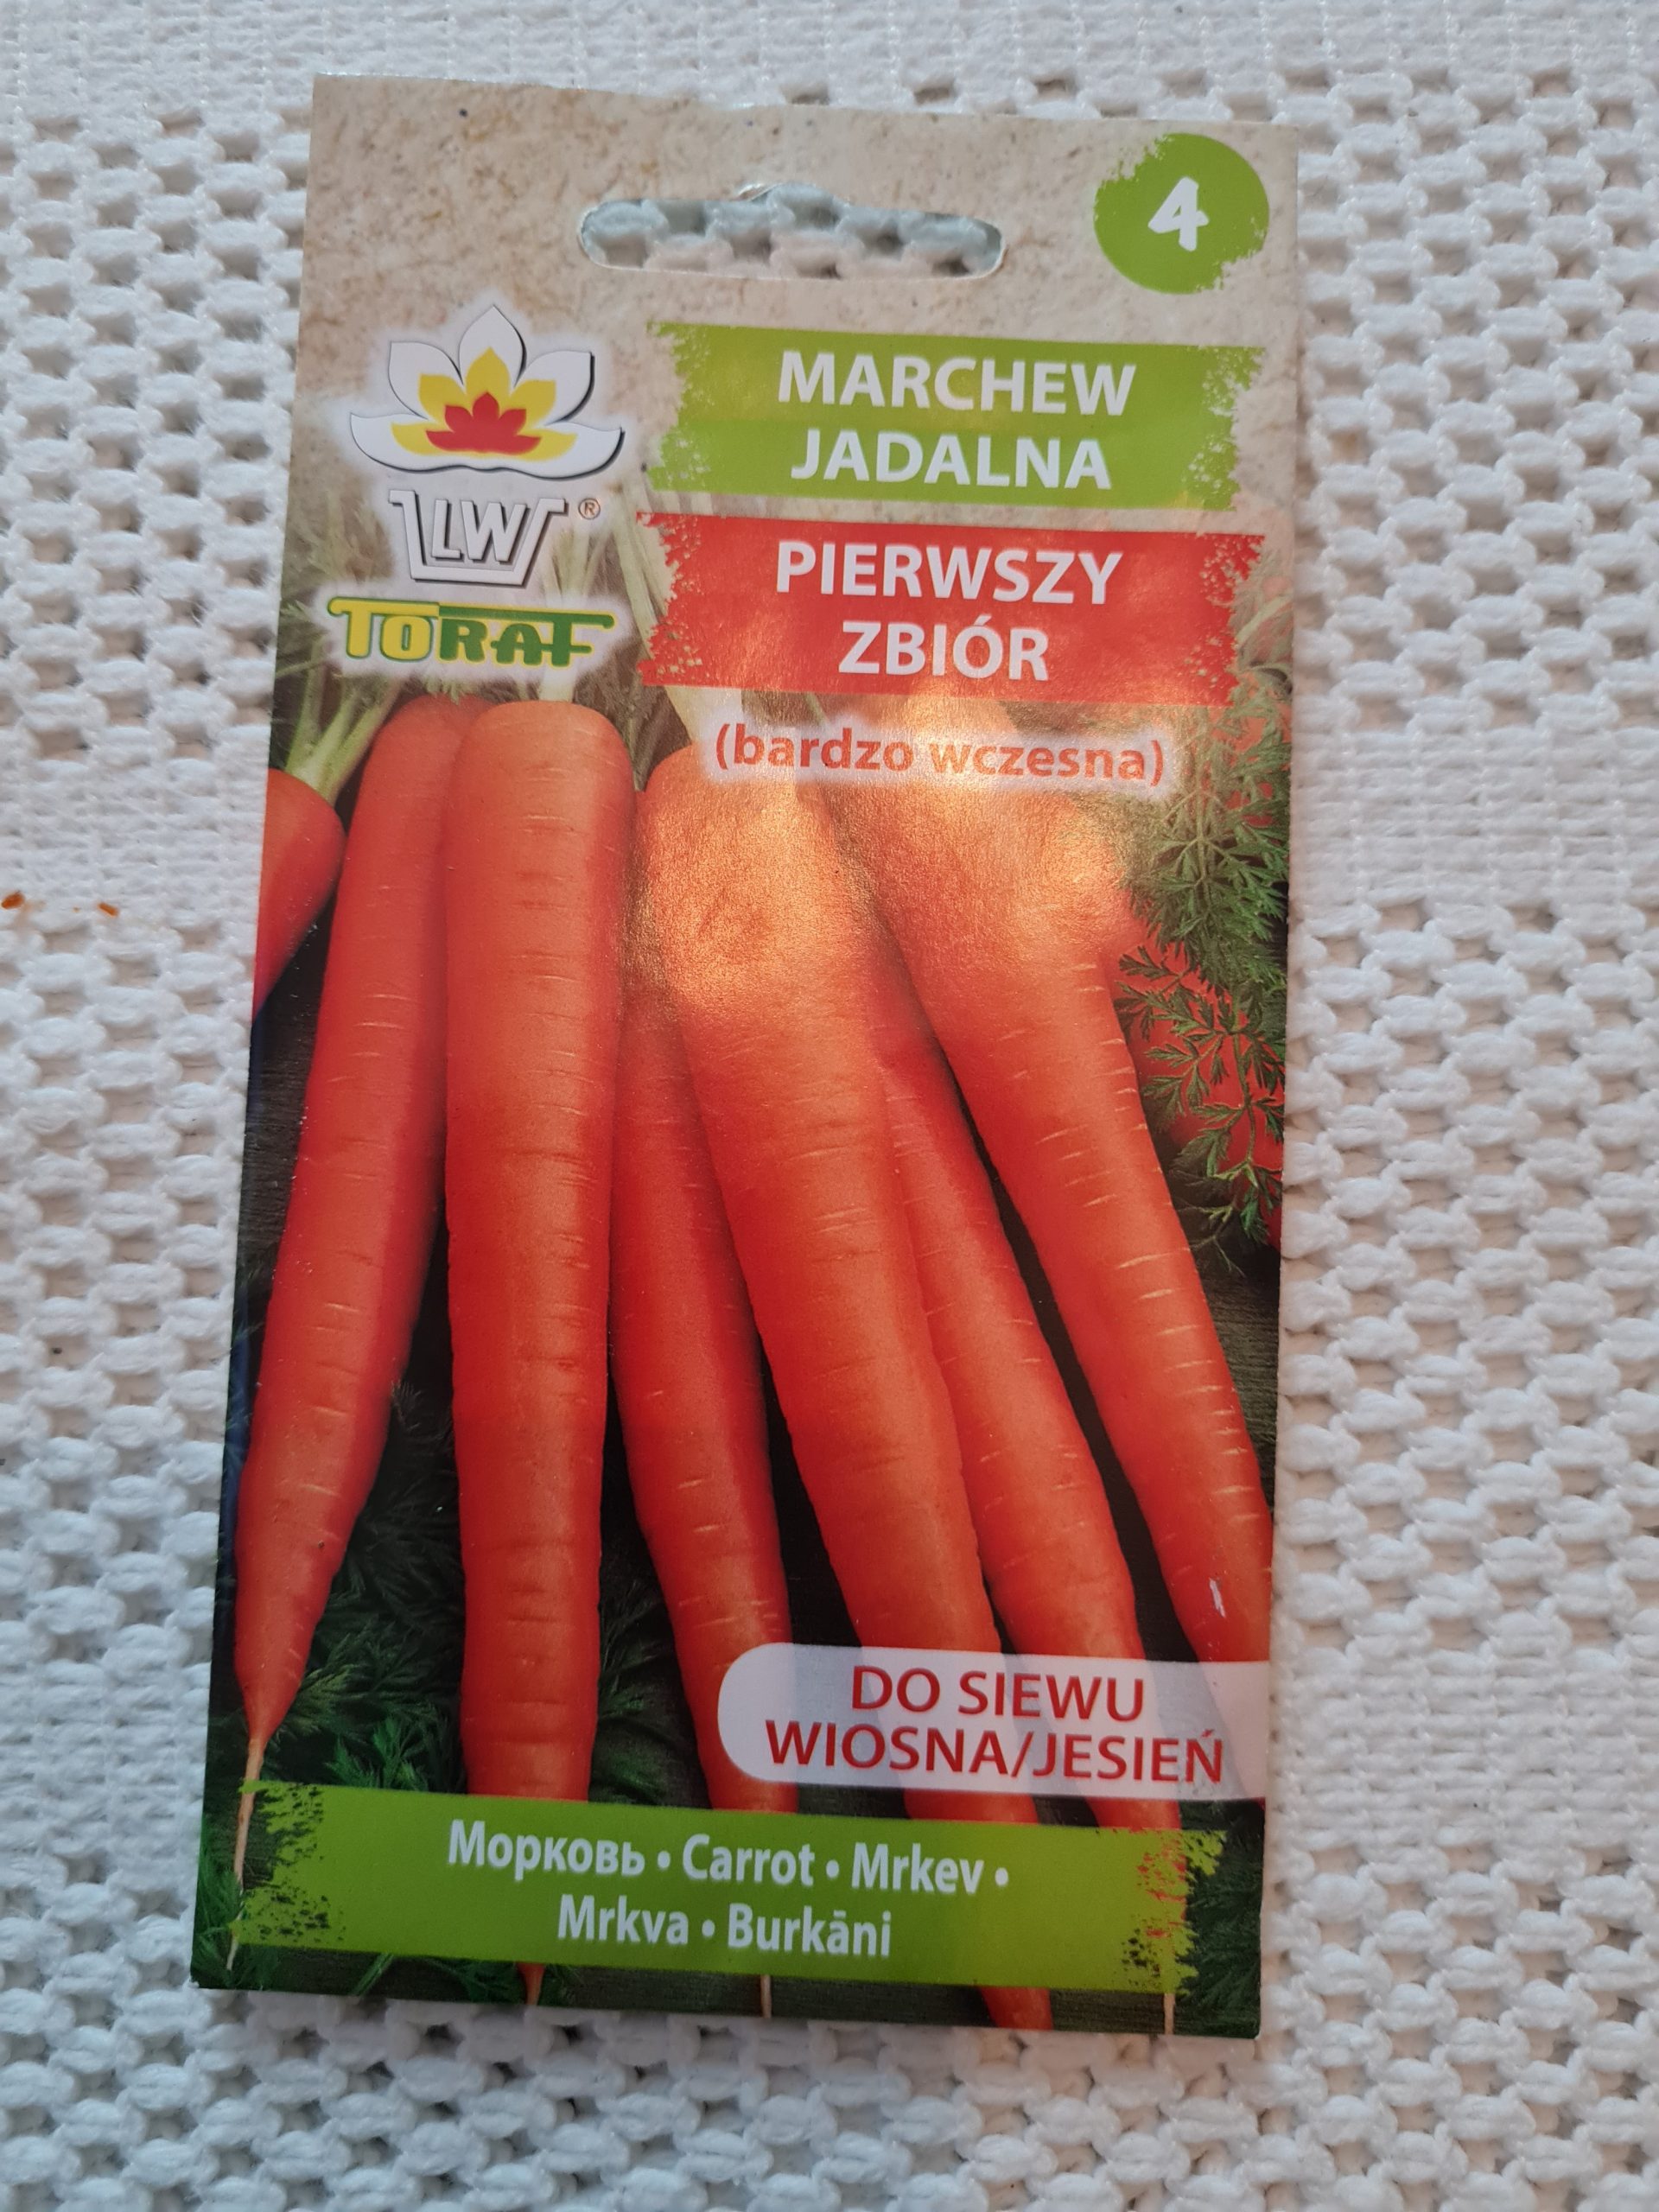 4
MARCHEW
JADALNA
LW®
TORAF
PIERWSZY
ZBIÓR
(bardzo wczesna)
DO SIEWU
WIOSNA/JESIEŃ
Морковь • Carrot • Mrkev •
Mrkva • Burkāni